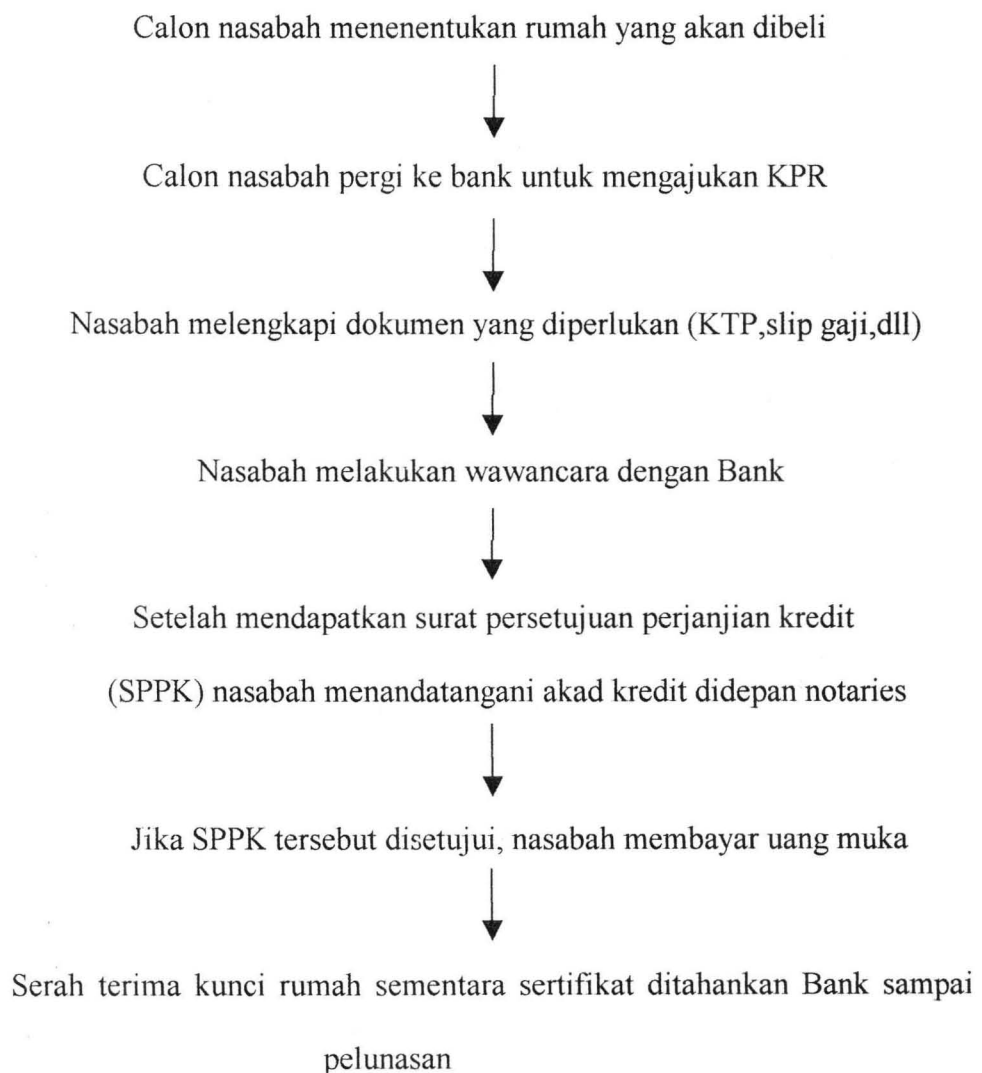 Calon nasabah menenentukan rumah yang akan dibeli
Calon nasabah pergi ke bank untuk mengajukan KPR
Nasabah melengkapi dokumen yang diperlukan (KTP,slip gaji,dll)
Nasabah melakukan wawancara dengan Bank
Setelah mendapatkan surat persetujuan perjanjian kredit
(SPPK) nasabah menandatangani akad kredit didepan notaries
Jika SPPK tersebut disetujui, nasabah membayar uang muka
Serah terima kunci rumah sementara sertifikat ditahankan Bank sampai
pelunasan